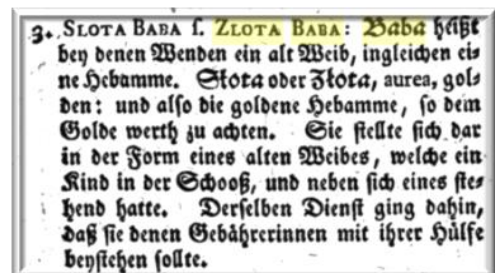 3. SLOTA BABA f. ZLOTA BABA: Baba heißt
bey denen Wenden ein alt Weib, ingleichen ei-
ne Hebamme. Slota oder Zlota, aurea, gol-
den: und also die goldene Hebamme, so dem
Golde werth zu achten. Sie stellte sich dar
in der Form eines alten Weibes, welche ein
Kind in der Schooß, und neben sich eines ste-
hend hatte. Derselben Dienst ging dahin,
daß sie denen Gebährerinnen mit ihrer Hülfe
beystehen sollte.